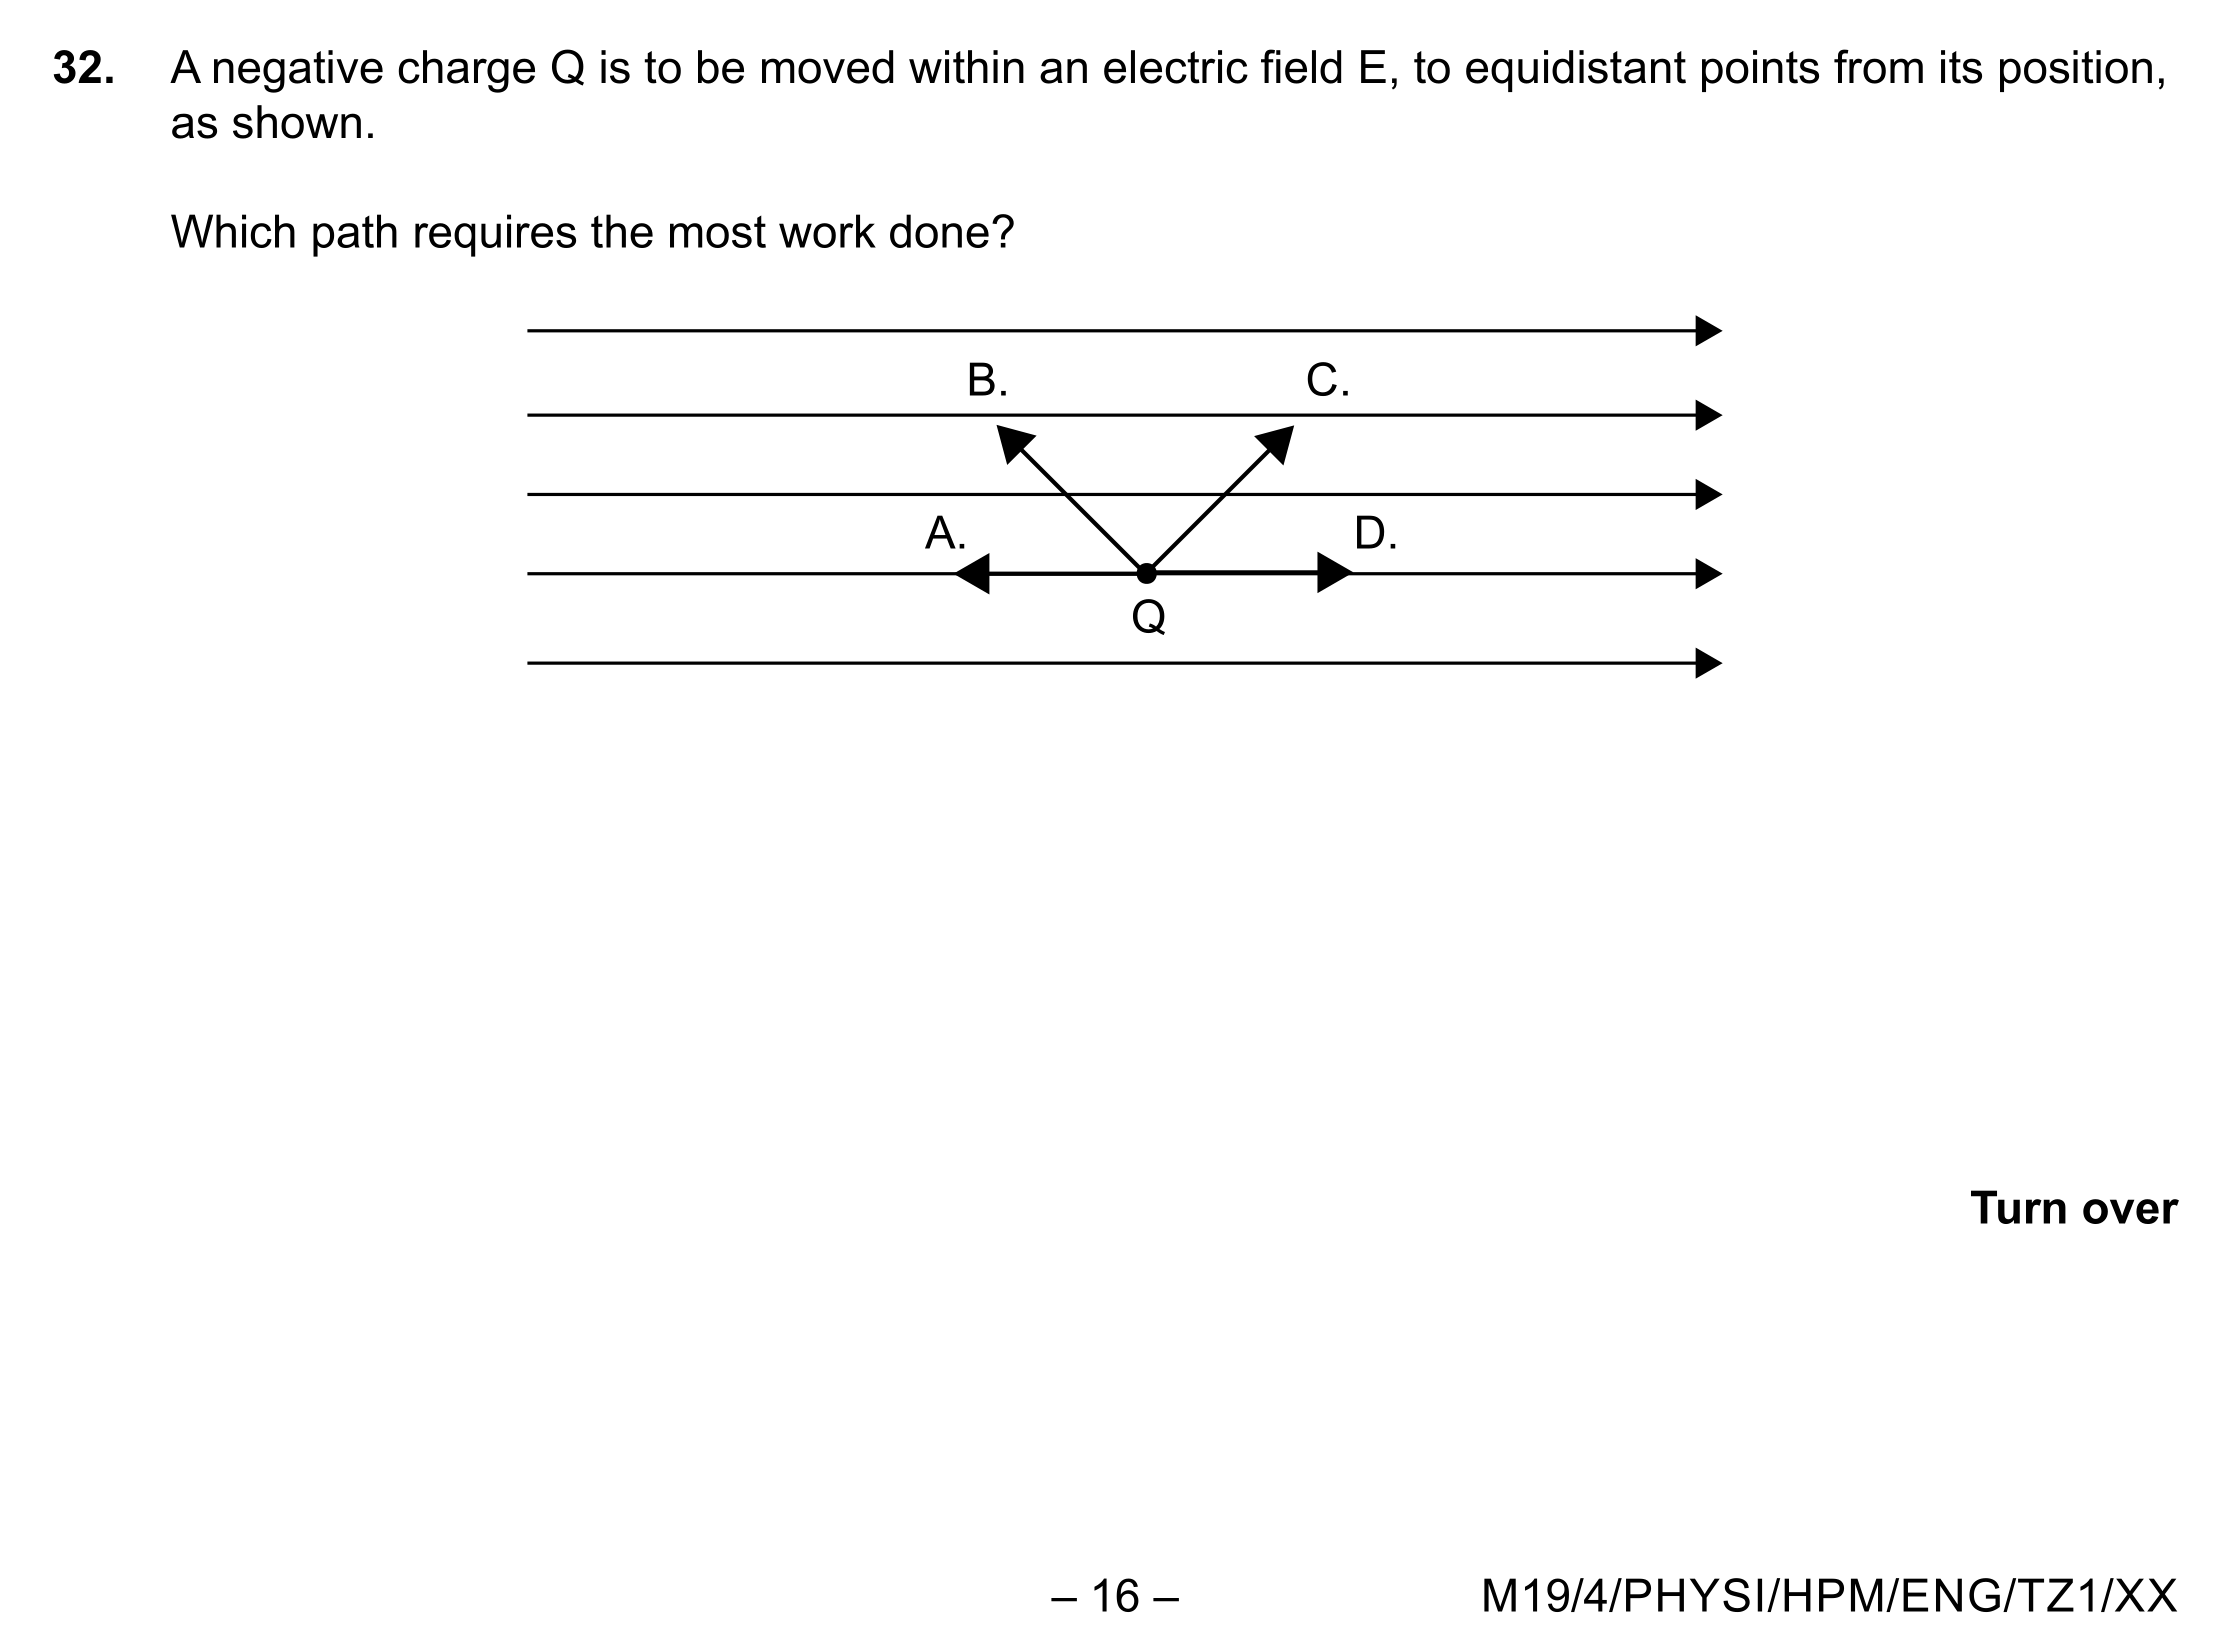 32. A negative charge Q is to be moved within an electric field E, to equidistant points from its position,
as shown.
Which path requires the most work done?
B. C.
A. D.
Q
Turn over
– 16 – M19/4/PHYSI/HPM/ENG/TZ1/XX